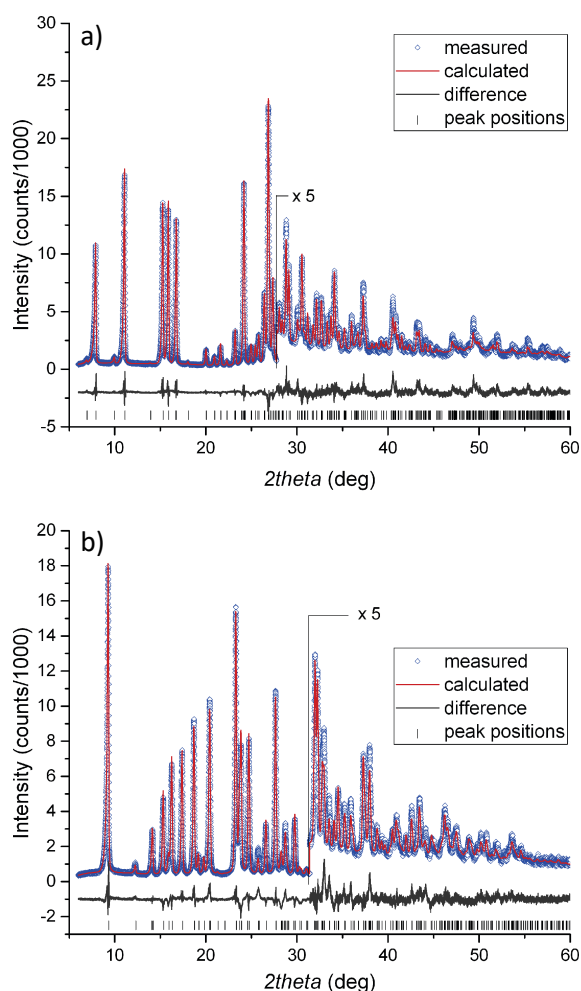 a)
30
25
20
15
10
5
0
-5
Intensity (counts/1000)
measured
calculated
difference
peak positions
x 5
10 20 30 40 50 60
2theta (deg)
b)
20
18
16
14
12
10
8
6
4
2
0
-2
Intensity (counts/1000)
x 5
measured
calculated
difference
peak positions
10 20 30 40 50 60
2theta (deg)